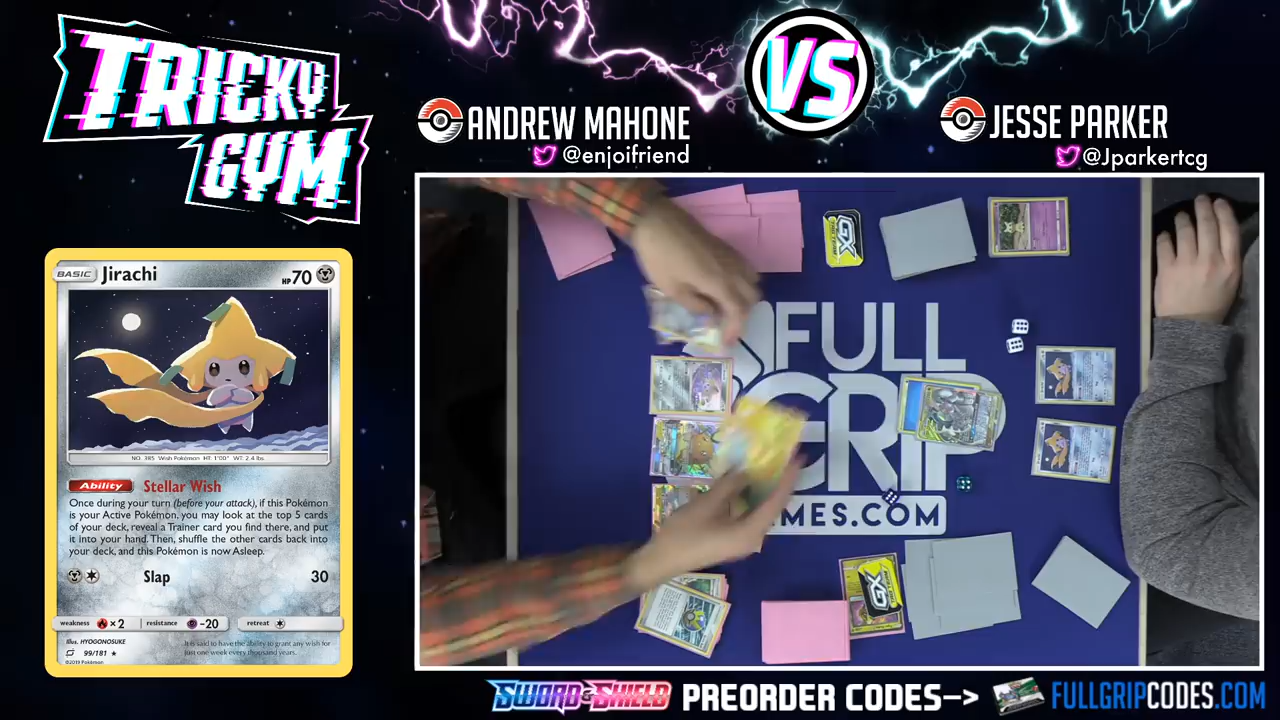 TRICKY
GYM
VS
ANDREW MAHONE
@enjoifriend
JESSE PARKER
@Jparkertcg
BASIC Jirachi HP 70
NO. 385 Wish Pokémon HT: 1'00" WT: 2.4 lbs.
Ability Stellar Wish
Once during your turn (before your attack), if this Pokémon
is your Active Pokémon, you may look at the top 5 cards
of your deck, reveal a Trainer card you find there, and put
it into your hand. Then, shuffle the other cards back into
your deck, and this Pokémon is now Asleep.
Slap 30
weakness ×2 resistance -20 retreat
Illus. HYOGONOSUKE
99/181
©2019 Pokémon
It is said to have the ability to grant any wish for
just one week every thousand years.
GX
FULL
GRIP
GAMES.COM
GX
SWORD & SHIELD PREORDER CODES–> FULLGRIPCODES.COM